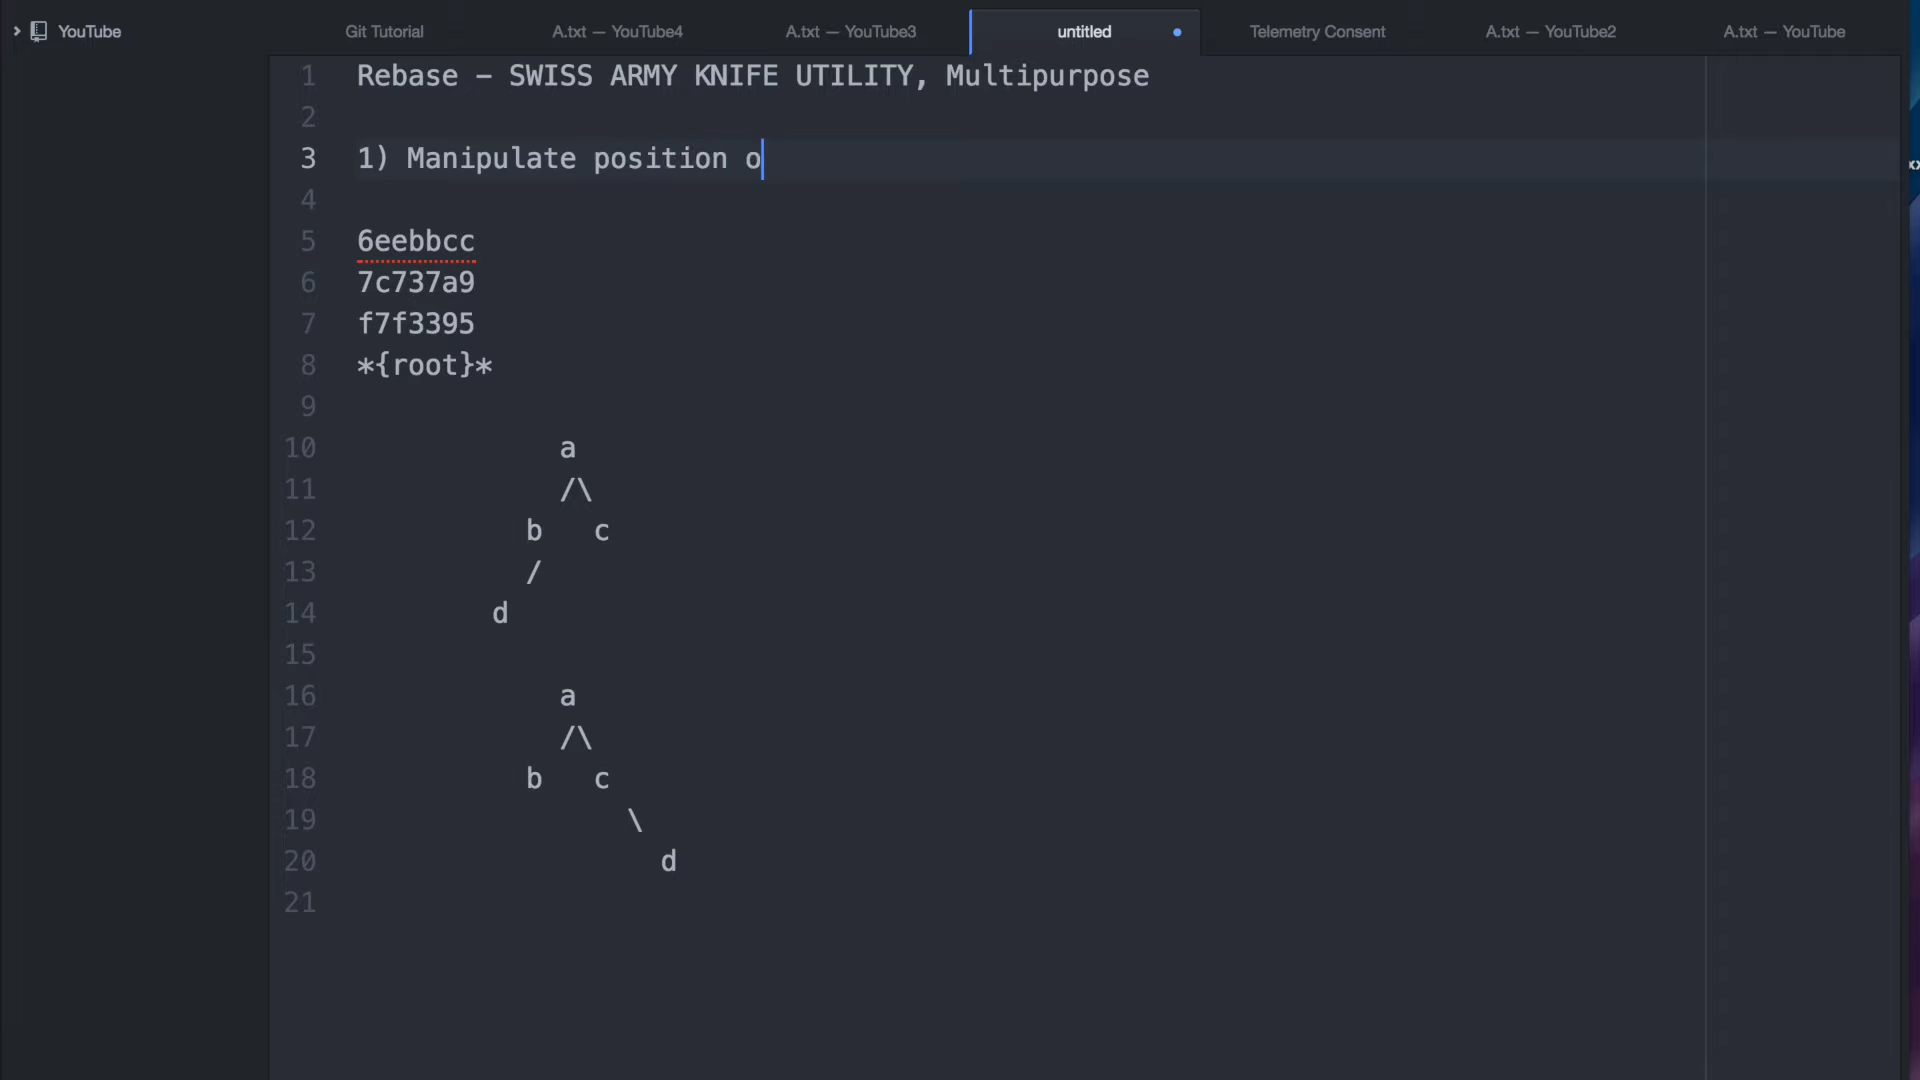 YouTube
Git Tutorial
A.txt — YouTube4
A.txt — YouTube3
untitled
Telemetry Consent
A.txt — YouTube2
A.txt — YouTube
1 Rebase – SWISS ARMY KNIFE UTILITY, Multipurpose
2
3 1) Manipulate position o
4
5 6eebbcc
6 7c737a9
7 f7f3395
8 *{root}*
9
10 a
11 /\
12 b c
13 /
14 d
15
16 a
17 /\
18 b c
19 \
20 d
21